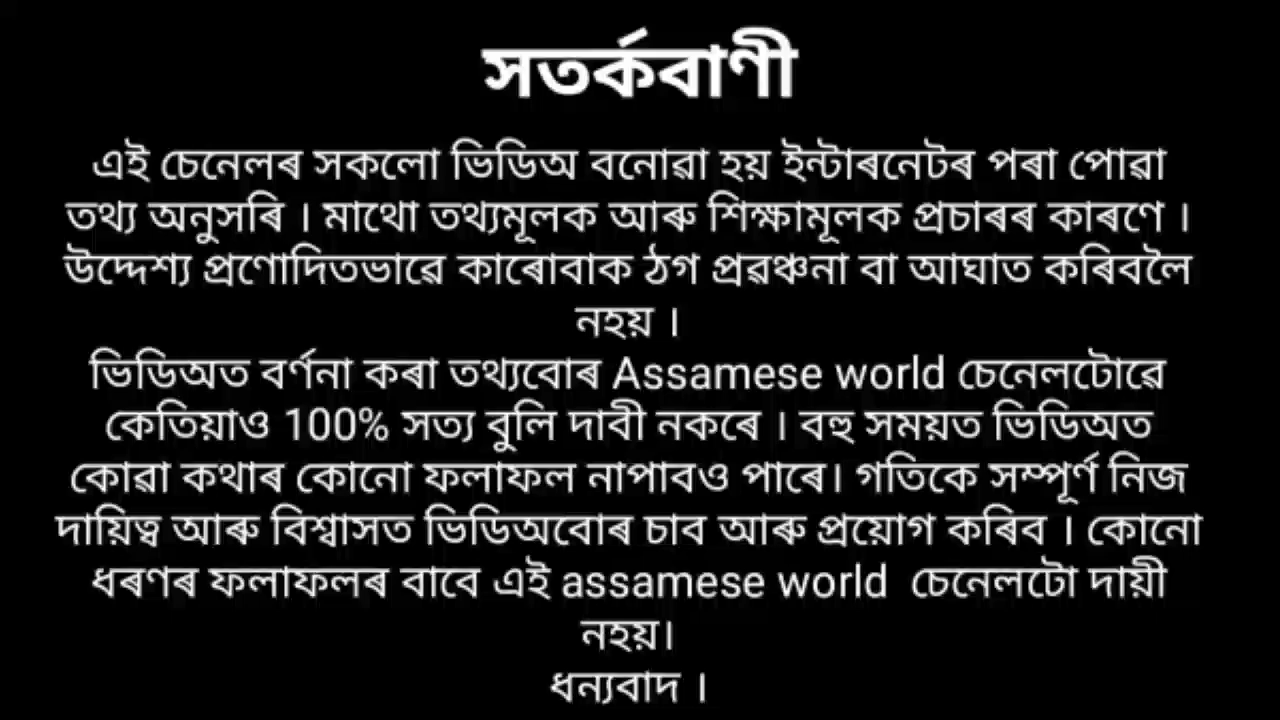 সতৰ্কবাণী
এই চেনেলৰ সকলো ভিডিঅ বনোৱা হয় ইন্টাৰনেটৰ পৰা পোৱা
তথ্য অনুসৰি । মাথো তথ্যমূলক আৰু শিক্ষামূলক প্ৰচাৰৰ কাৰণে ।
উদ্দেশ্য প্ৰণোদিতভাৱে কাৰোবাক ঠগ প্ৰৱঞ্চনা বা আঘাত কৰিবলৈ
নহয় ।
ভিডিঅত বৰ্ণনা কৰা তথ্যবোৰ Assamese world চেনেলটোৱে
কেতিয়াও 100% সত্য বুলি দাবী নকৰে । বহু সময়ত ভিডিঅত
কোৱা কথাৰ কোনো ফলাফল নাপাবও পাৰে। গতিকে সম্পূৰ্ণ নিজ
দায়িত্ব আৰু বিশ্বাসত ভিডিঅবোৰ চাব আৰু প্ৰয়োগ কৰিব । কোনো
ধৰণৰ ফলাফলৰ বাবে এই assamese world চেনেলটো দায়ী
নহয়।
ধন্যবাদ ।